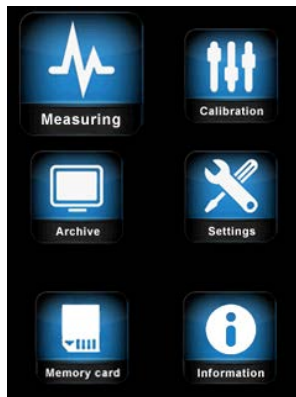 Measuring
Calibration
Archive
Settings
Memory card
Information